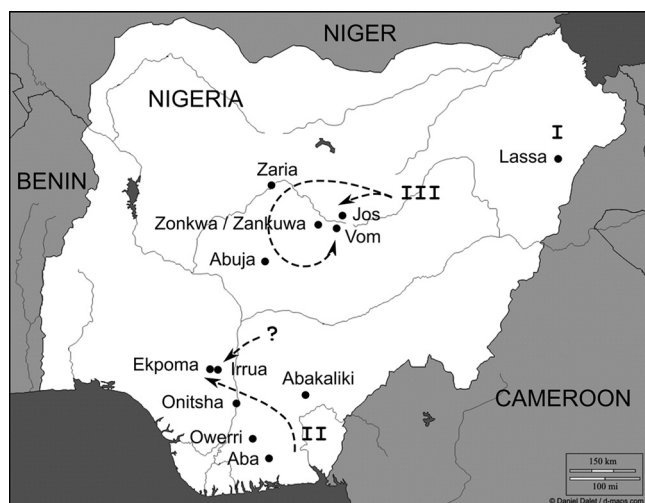 NIGER
NIGERIA
I
Lassa
BENIN
Zaria
III
Jos
Zonkwa / Zankuwa
Vom
Abuja
?
Ekpoma
Irrua
Abakaliki
CAMEROON
Onitsha
II
Owerri
Aba
150 km
100 mi
© Daniel Dalet / d-maps.com